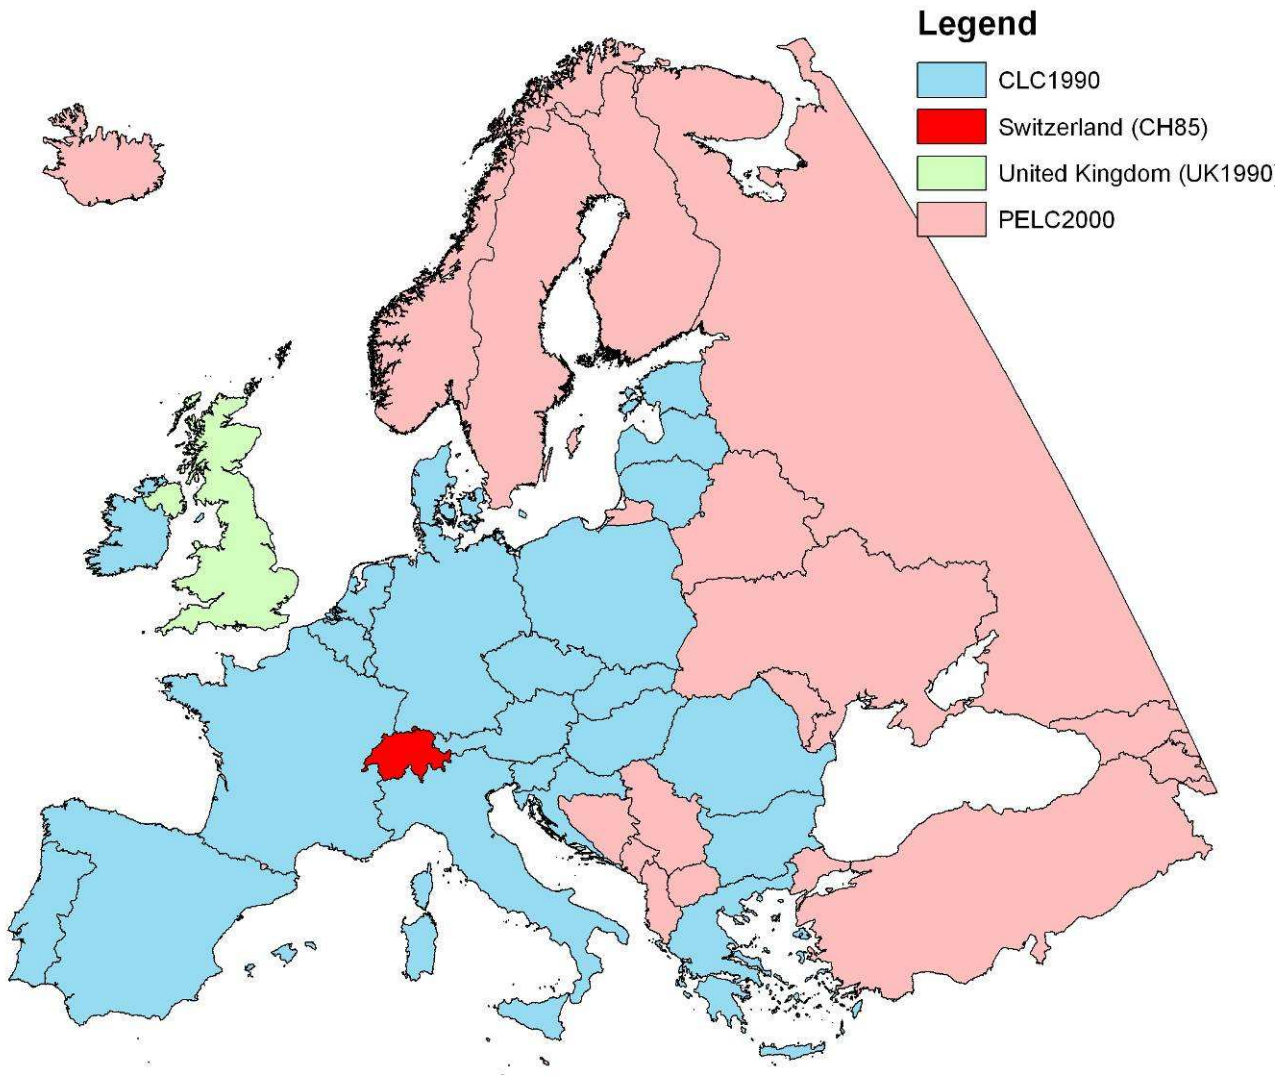 Legend
CLC1990
Switzerland (CH85)
United Kingdom (UK1990)
PELC2000